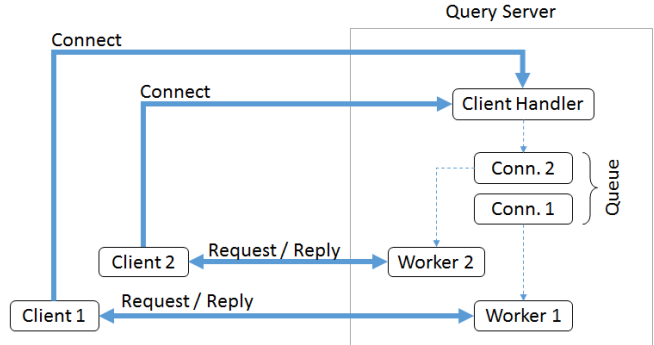 Query Server
Connect
Connect
Client Handler
Conn. 2
Conn. 1
Queue
Request / Reply
Client 2
Worker 2
Request / Reply
Client 1
Worker 1